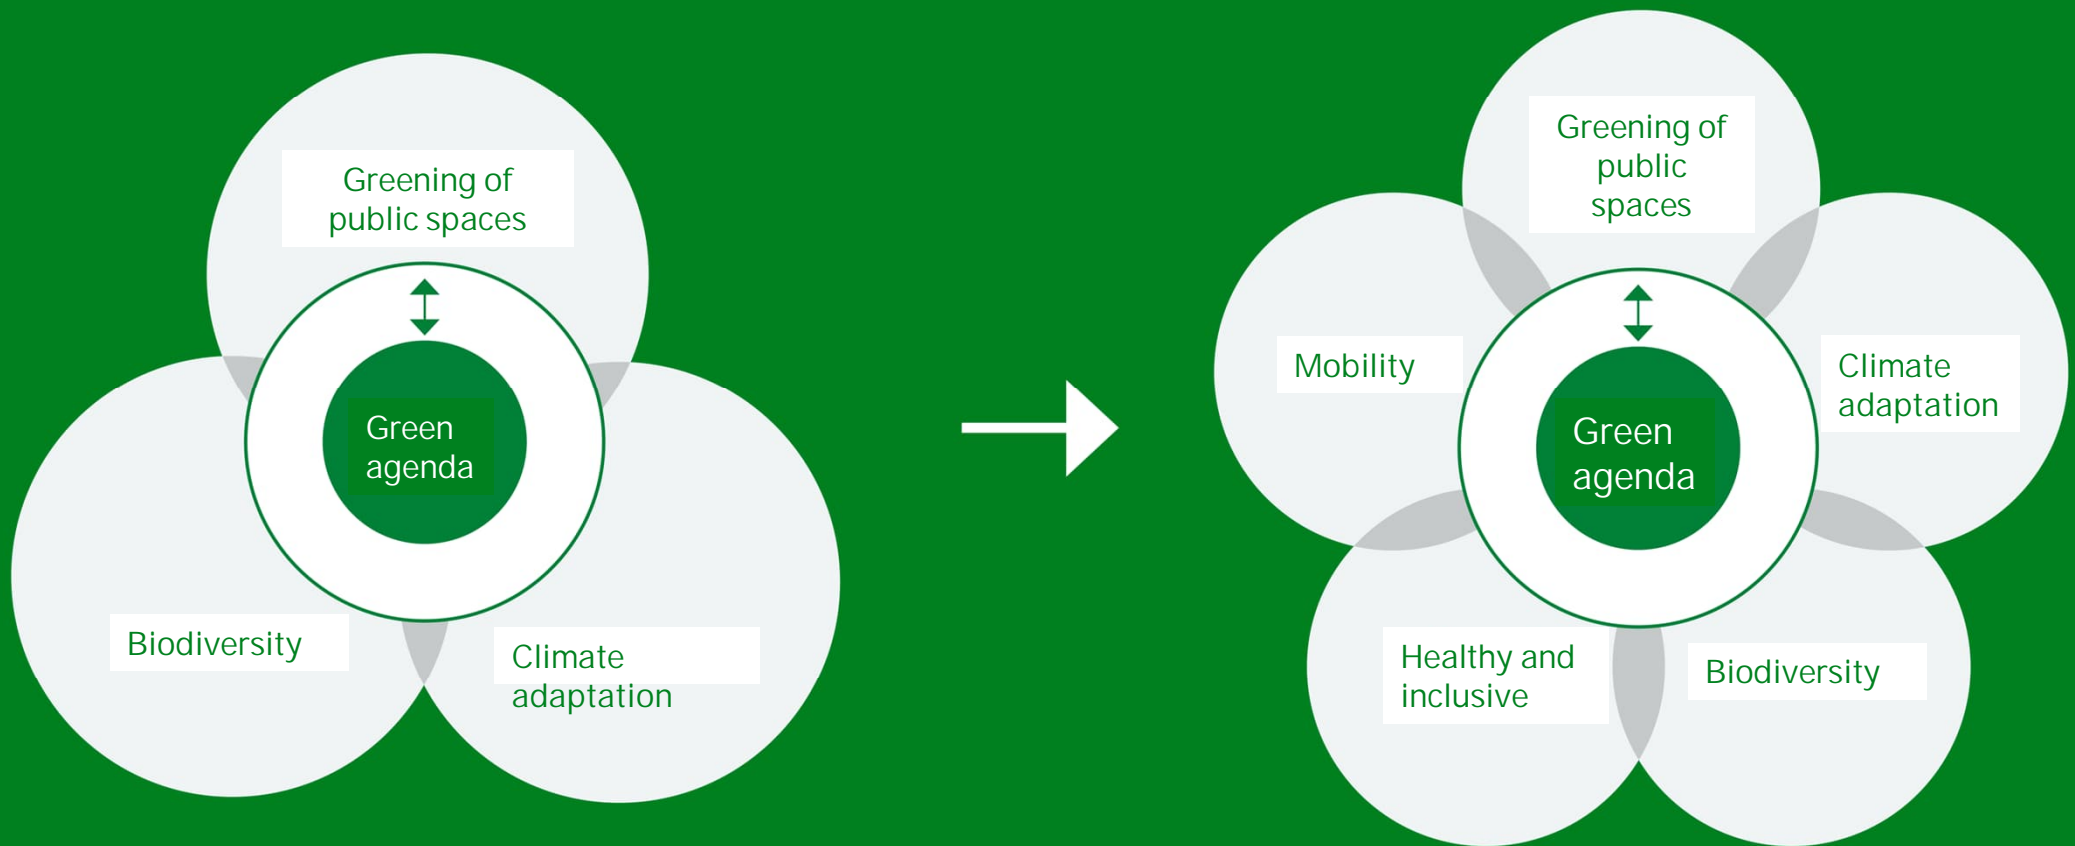 Greening of
public spaces
Green
agenda
Biodiversity
Climate
adaptation
Greening of
public
spaces
Mobility
Climate
adaptation
Green
agenda
Healthy and
inclusive
Biodiversity